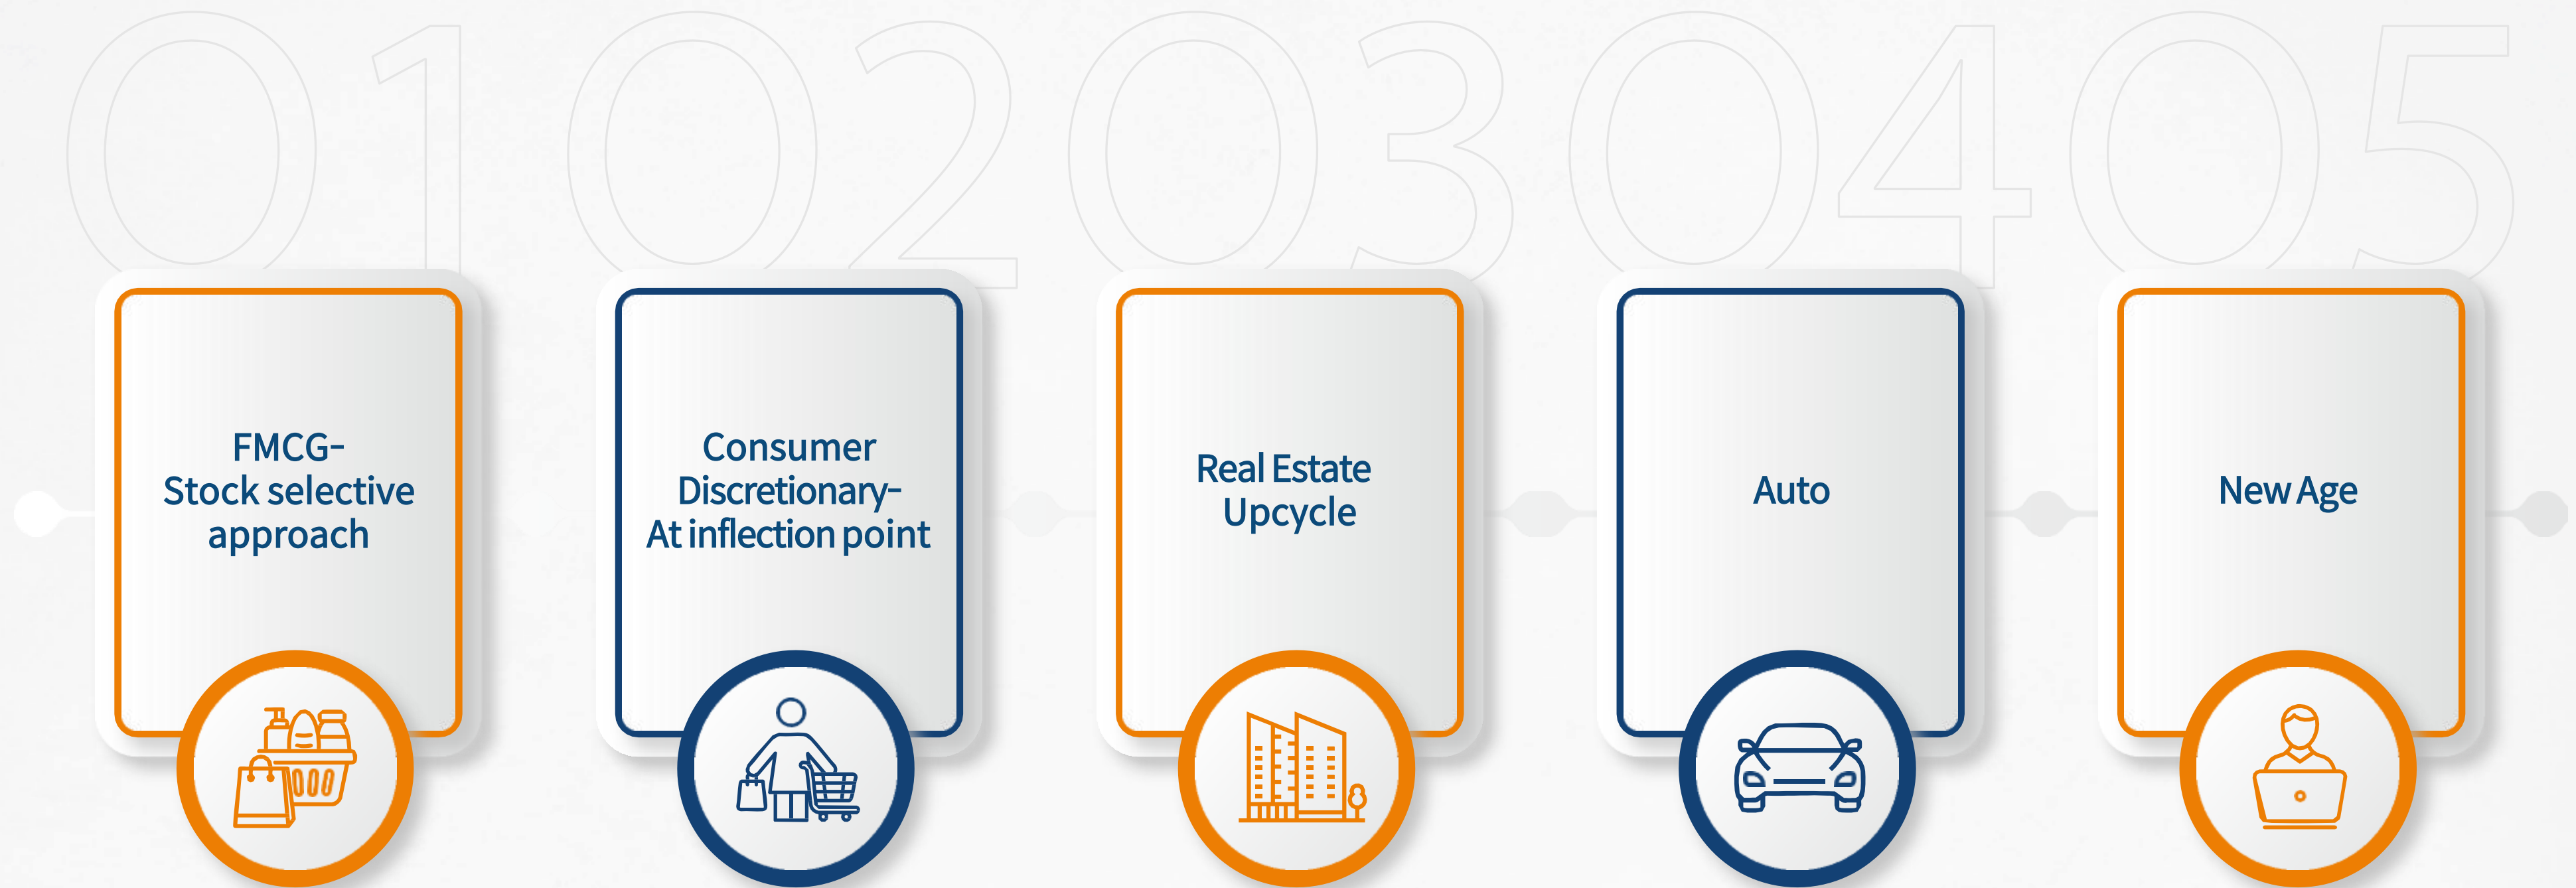 01
02
03
04
05
FMCG-
Stock selective
approach
Consumer
Discretionary-
At inflection point
Real Estate
Upcycle
Auto
New Age